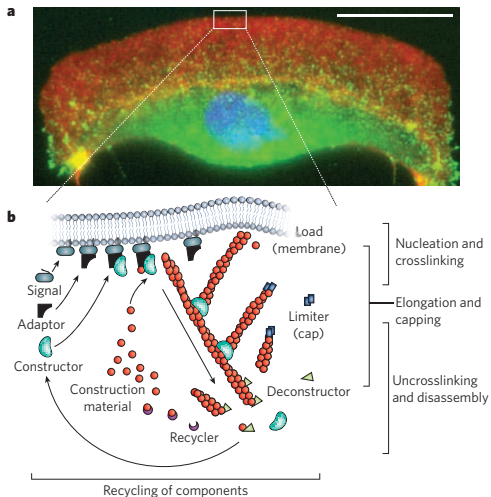 a
b
Load
(membrane)
Nucleation and
crosslinking
Signal
Elongation and
capping
Limiter
(cap)
Adaptor
Constructor
Construction
material
Deconstructor
Uncrosslinking
and disassembly
Recycler
Recycling of components